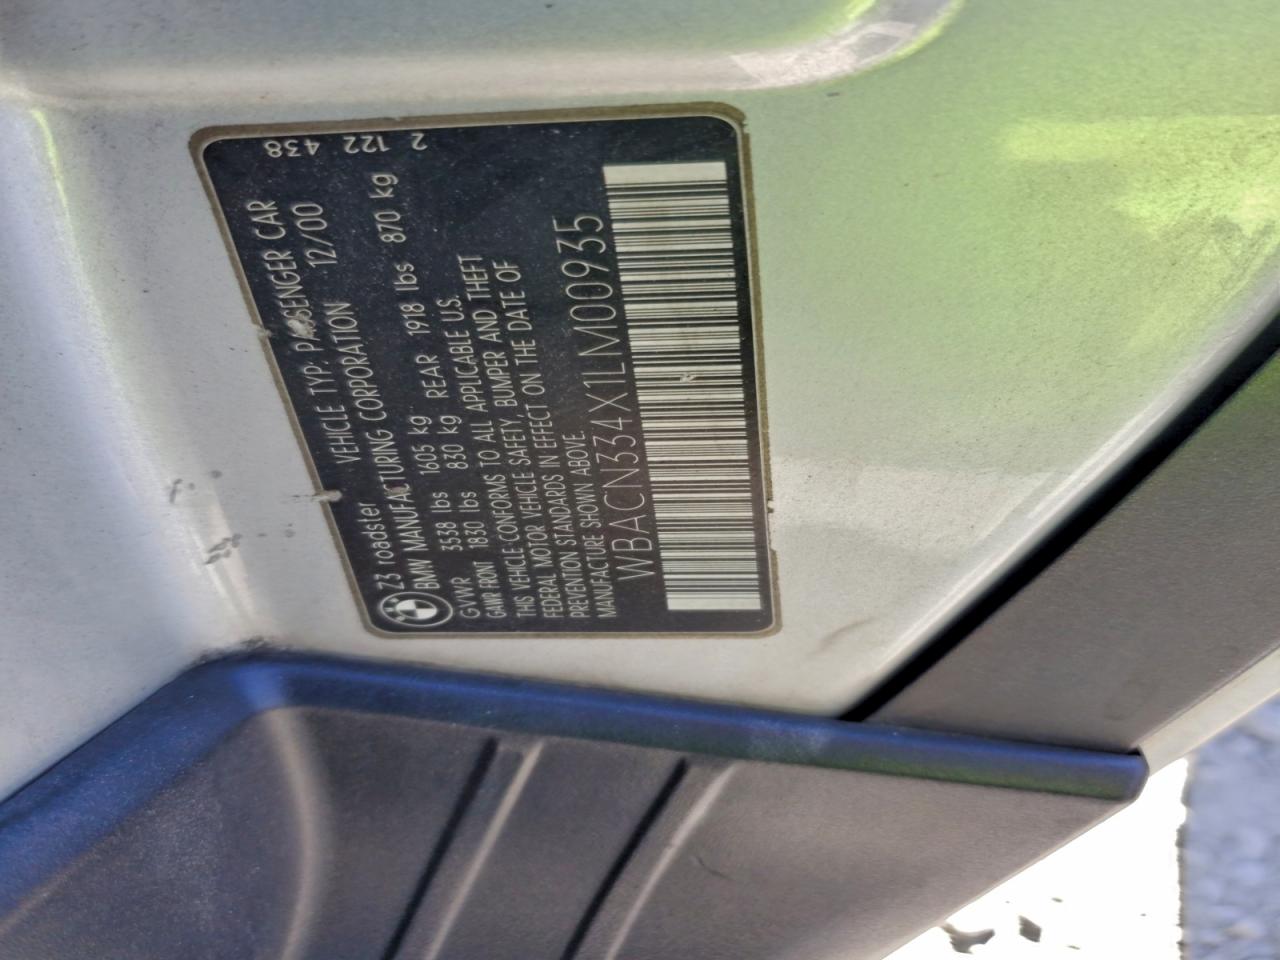 Z3 roadster VEHICLE TYP: PASSENGER CAR
BMW MANUFACTURING CORPORATION 12/00
GVWR 3538 lbs 1605 kg
GAWR FRONT 1830 lbs 830 kg REAR 1918 lbs 870 kg
THIS VEHICLE CONFORMS TO ALL APPLICABLE U.S.
FEDERAL MOTOR VEHICLE SAFETY, BUMPER AND THEFT
PREVENTION STANDARDS IN EFFECT ON THE DATE OF
MANUFACTURE SHOWN ABOVE.
WBACN334X1LM00935
2 122 438